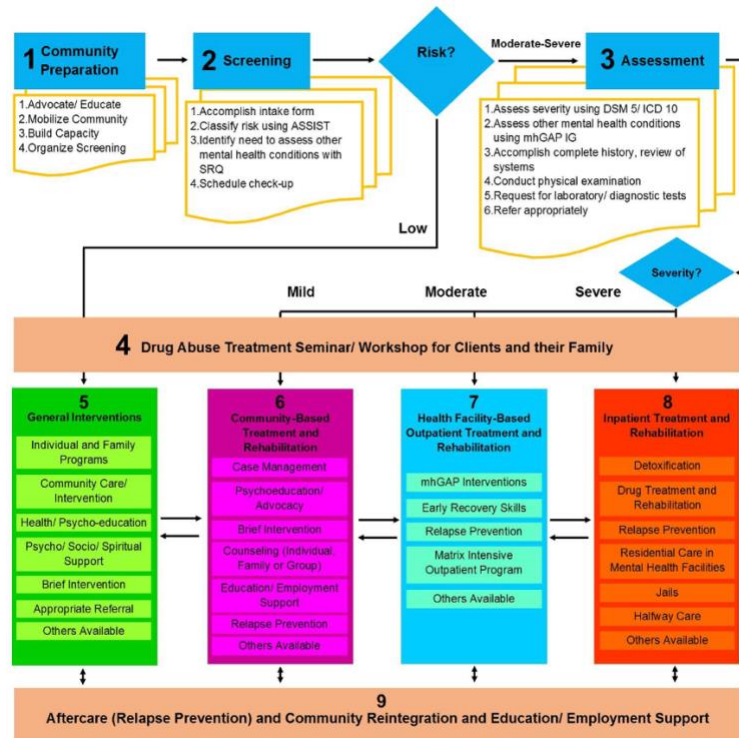 1 Community
Preparation
1.Advocate/ Educate
2.Mobilize Community
3.Build Capacity
4.Organize Screening
2 Screening
1.Accomplish intake form
2.Classify risk using ASSIST
3.Identify need to assess other
mental health conditions with
SRQ
4.Schedule check-up
Risk?
Moderate-Severe
3 Assessment
1.Assess severity using DSM 5/ ICD 10
2.Assess other mental health conditions
using mhGAP IG
3.Accomplish complete history, review of
systems
4.Conduct physical examination
5.Request for laboratory/ diagnostic tests
6.Refer appropriately
Low
Severity?
Mild
Moderate
Severe
4 Drug Abuse Treatment Seminar/ Workshop for Clients and their Family
5
General Interventions
Individual and Family
Programs
Community Care/
Intervention
Health/ Psycho-education
Psycho/ Socio/ Spiritual
Support
Brief Intervention
Appropriate Referral
Others Available
6
Community-Based
Treatment and
Rehabilitation
Case Management
Psychoeducation/
Advocacy
Brief Intervention
Counseling (Individual,
Family or Group)
Education/ Employment
Support
Relapse Prevention
Others Available
7
Health Facility-Based
Outpatient Treatment and
Rehabilitation
mhGAP Interventions
Early Recovery Skills
Relapse Prevention
Matrix Intensive
Outpatient Program
Others Available
8
Inpatient Treatment and
Rehabilitation
Detoxification
Drug Treatment and
Rehabilitation
Relapse Prevention
Residential Care in
Mental Health Facilities
Jails
Halfway Care
Others Available
9
Aftercare (Relapse Prevention) and Community Reintegration and Education/ Employment Support